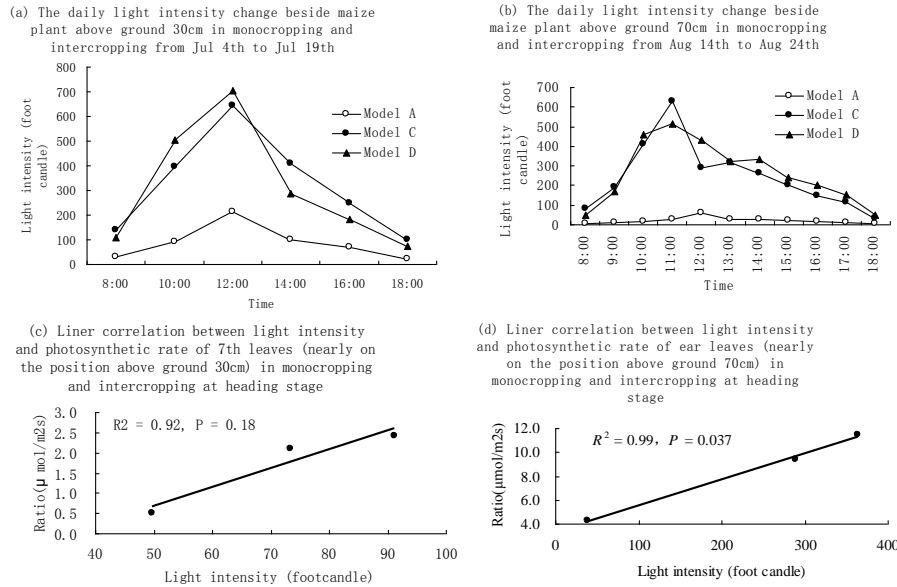 (a) The daily light intensity change beside maize
plant above ground 30cm in monocropping and
intercropping from Jul 4th to Jul 19th
800
700
600
500
400
300
200
100
0
Light intensity (foot
candle)
Model A
Model C
Model D
8:00 10:00 12:00 14:00 16:00 18:00
Time
(b) The daily light intensity change beside
maize plant above ground 70cm in monocropping
and intercropping from Aug 14th to Aug 24th
700
600
500
400
300
200
100
0
Light intensity (foot
candle)
Model A
Model C
Model D
8:00 9:00 10:00 11:00 12:00 13:00 14:00 15:00 16:00 17:00 18:00
Time
(c) Liner correlation between light intensity
and photosynthetic rate of 7th leaves (nearly on
the position above ground 30cm) in monocropping
and intercropping at heading stage
3.0
2.5
2.0
1.5
1.0
0.5
0.0
Ratio(μ mol/m2s)
R2 = 0.92, P = 0.18
40 50 60 70 80 90 100
Light intensity (footcandle)
(d) Liner correlation between light intensity
and photosynthetic rate of ear leaves (nearly
on the position above ground 70cm) in
monocropping and intercropping at heading
stage
12.0
10.0
8.0
6.0
4.0
Ratio(μmol/m2s)
R² = 0.99, P = 0.037
0 100 200 300 400
Light intensity (foot candle)